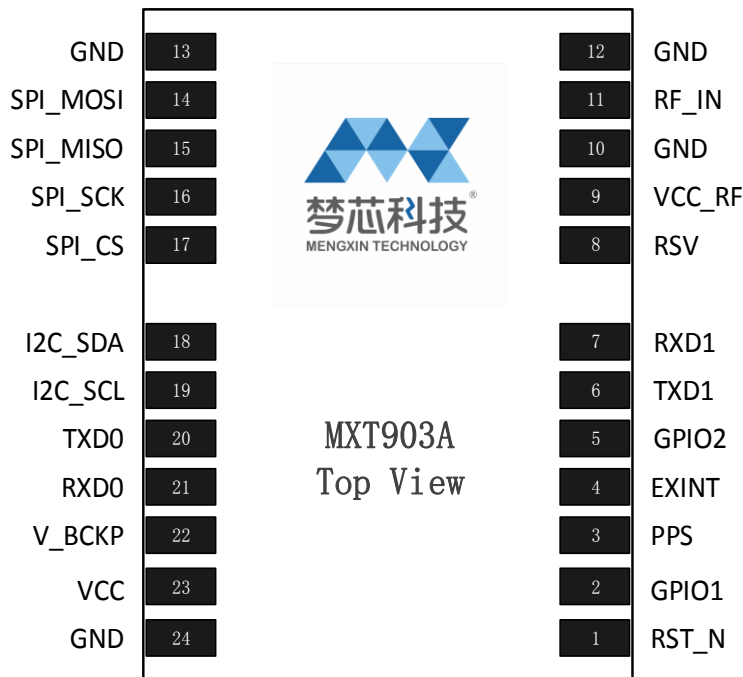 GND 13 12 GND
SPI_MOSI 14 11 RF_IN
SPI_MISO 15 10 GND
SPI_SCK 16 9 VCC_RF
SPI_CS 17 8 RSV
梦芯科技®
MENGXIN TECHNOLOGY
I2C_SDA 18 7 RXD1
I2C_SCL 19 6 TXD1
TXD0 20 5 GPIO2
RXD0 21 4 EXINT
V_BCKP 22 3 PPS
VCC 23 2 GPIO1
GND 24 1 RST_N
MXT903A
Top View